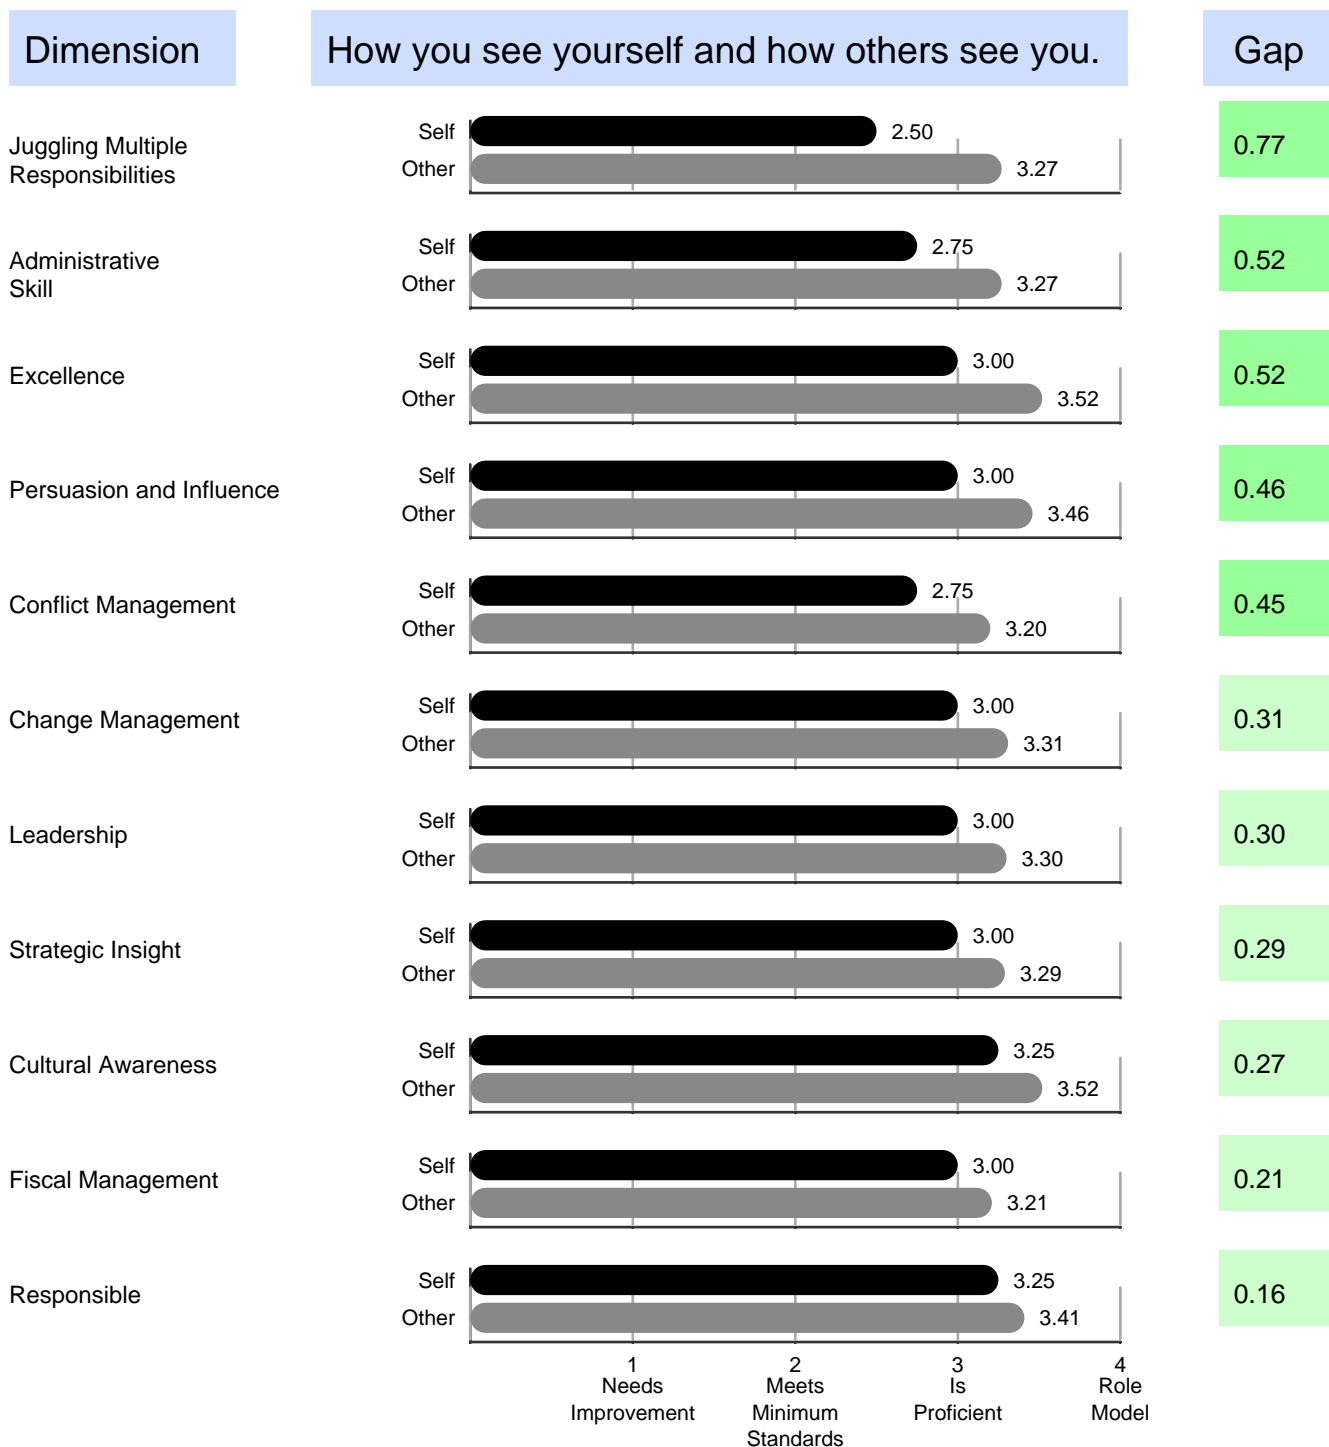 Dimension
How you see yourself and how others see you.
Gap
Juggling Multiple
Responsibilities
Self
2.50
Other
3.27
0.77
Administrative
Skill
Self
2.75
Other
3.27
0.52
Excellence
Self
3.00
Other
3.52
0.52
Persuasion and Influence
Self
3.00
Other
3.46
0.46
Conflict Management
Self
2.75
Other
3.20
0.45
Change Management
Self
3.00
Other
3.31
0.31
Leadership
Self
3.00
Other
3.30
0.30
Strategic Insight
Self
3.00
Other
3.29
0.29
Cultural Awareness
Self
3.25
Other
3.52
0.27
Fiscal Management
Self
3.00
Other
3.21
0.21
Responsible
Self
3.25
Other
3.41
0.16
1
Needs
Improvement
2
Meets
Minimum
Standards
3
Is
Proficient
4
Role
Model